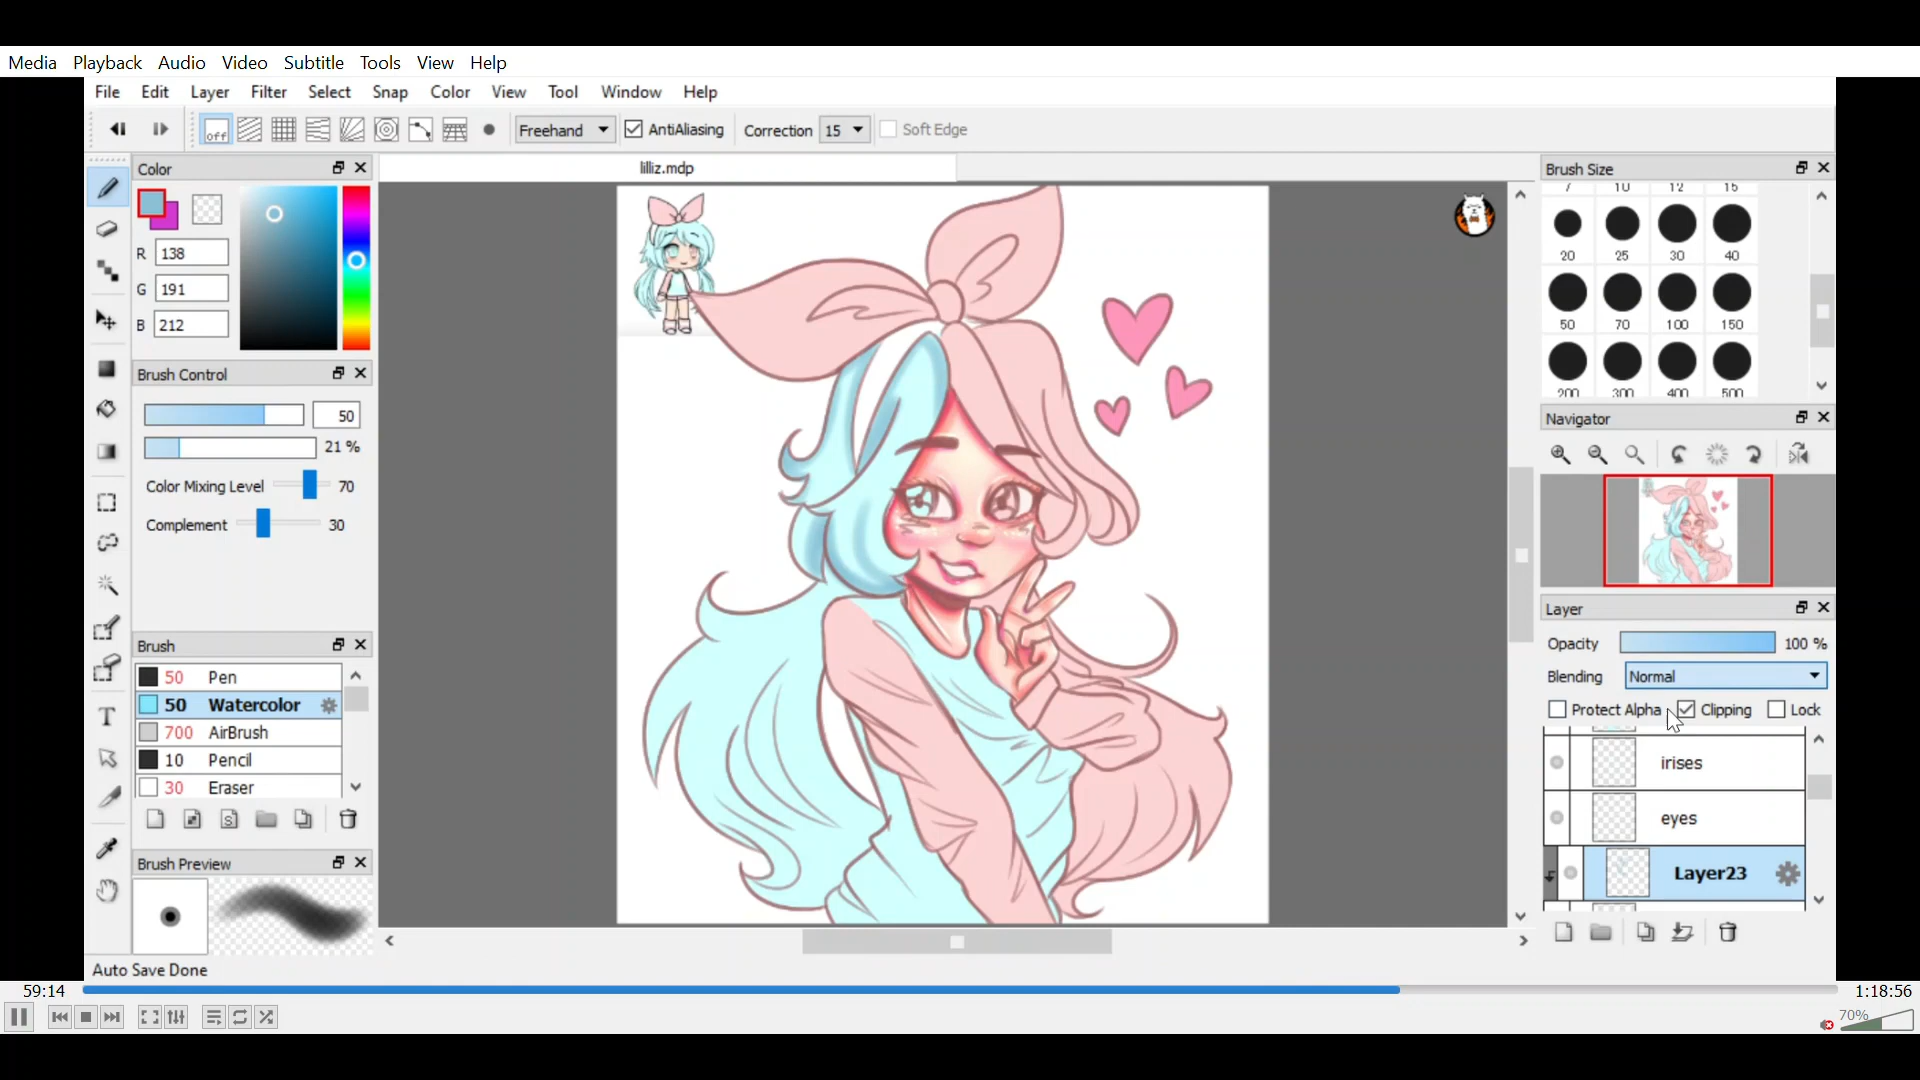 Media Playback Audio Video Subtitle Tools View Help
File Edit Layer Filter Select Snap Color View Tool Window Help
off Freehand AntiAliasing Correction 15 Soft Edge
Color
lilliz.mdp
Brush Size
R 138
G 191
B 212
7 10 12 15
20 25 30 40
50 70 100 150
200 300 400 500
Brush Control
50
21 %
Color Mixing Level 70
Complement 30
Navigator
Layer
Opacity 100 %
Blending Normal
Protect Alpha Clipping Lock
irises
eyes
Layer23
Brush
50 Pen
50 Watercolor
700 AirBrush
10 Pencil
30 Eraser
S
Brush Preview
T
Auto Save Done
59:14
1:18:56
70%